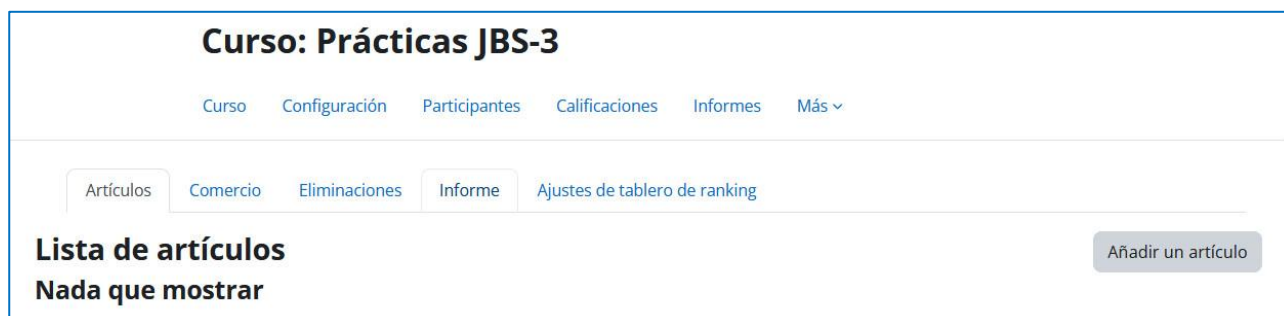 Curso: Prácticas JBS-3
Curso Configuración Participantes Calificaciones Informes Más
Artículos Comercio Eliminaciones Informe Ajustes de tablero de ranking
Lista de artículos Añadir un artículo
Nada que mostrar